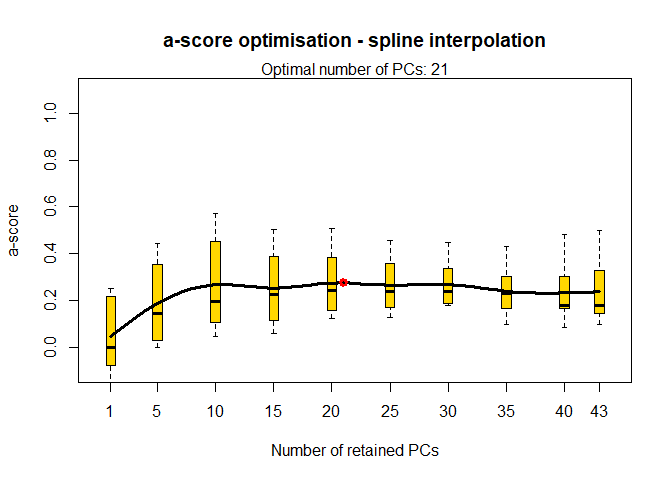 a-score optimisation - spline interpolation
Optimal number of PCs: 21
a-score
1.0
0.8
0.6
0.4
0.2
0.0
1 5 10 15 20 25 30 35 40 43
Number of retained PCs